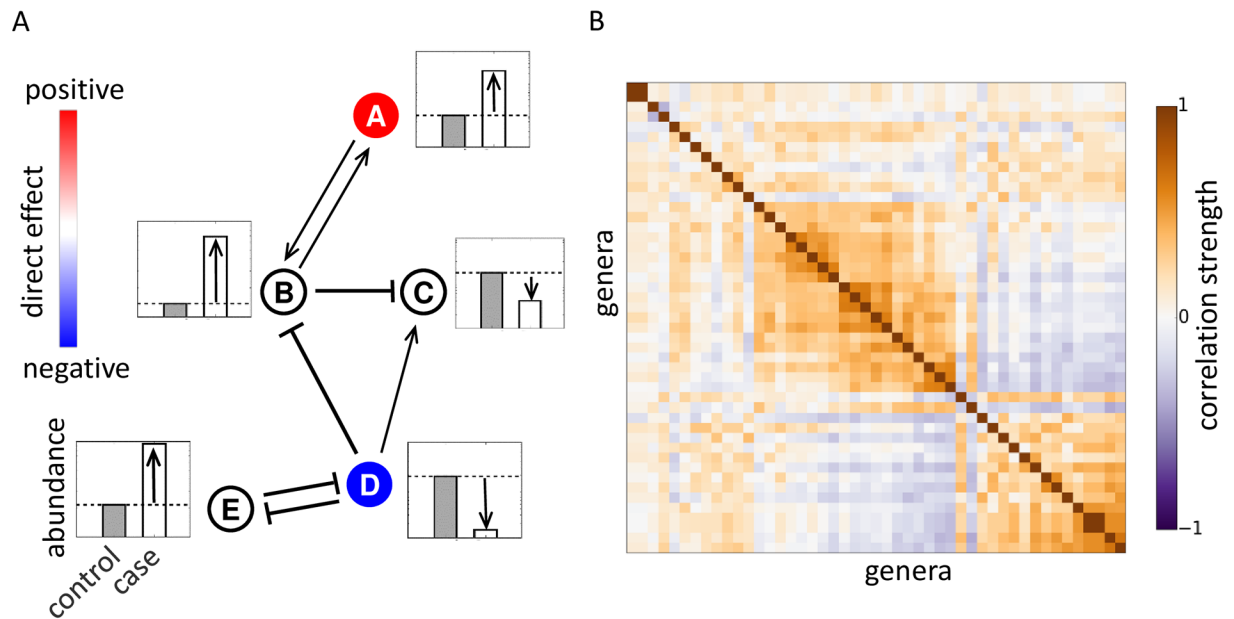 A
B
positive
direct effect
negative
A
B
C
D
E
abundance
control
case
genera
genera
1
0
−1
correlation strength